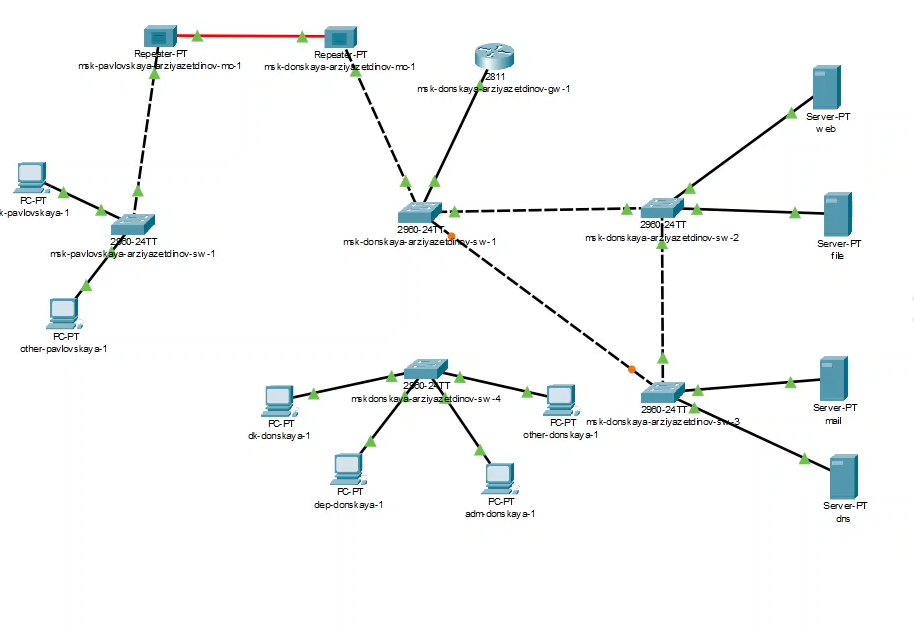 Repeater-PT
msk-pavlovskaya-arziyazetdinov-mc-1
Repeater-PT
msk-donskaya-arziyazetdinov-mc-1
2811
msk-donskaya-arziyazetdinov-gw-1
Server-PT
web
PC-PT
k-pavlovskaya-1
2960-24TT
msk-pavlovskaya-arziyazetdinov-sw-1
2960-24TT
msk-donskaya-arziyazetdinov-sw-1
2960-24TT
msk-donskaya-arziyazetdinov-sw-2
Server-PT
file
PC-PT
other-pavlovskaya-1
2960-24TT
mskdonskaya-arziyazetdinov-sw-4
2960-24TT
msk-donskaya-arziyazetdinov-sw-3
Server-PT
mail
PC-PT
dk-donskaya-1
PC-PT
other-donskaya-1
PC-PT
dep-donskaya-1
PC-PT
adm-donskaya-1
Server-PT
dns